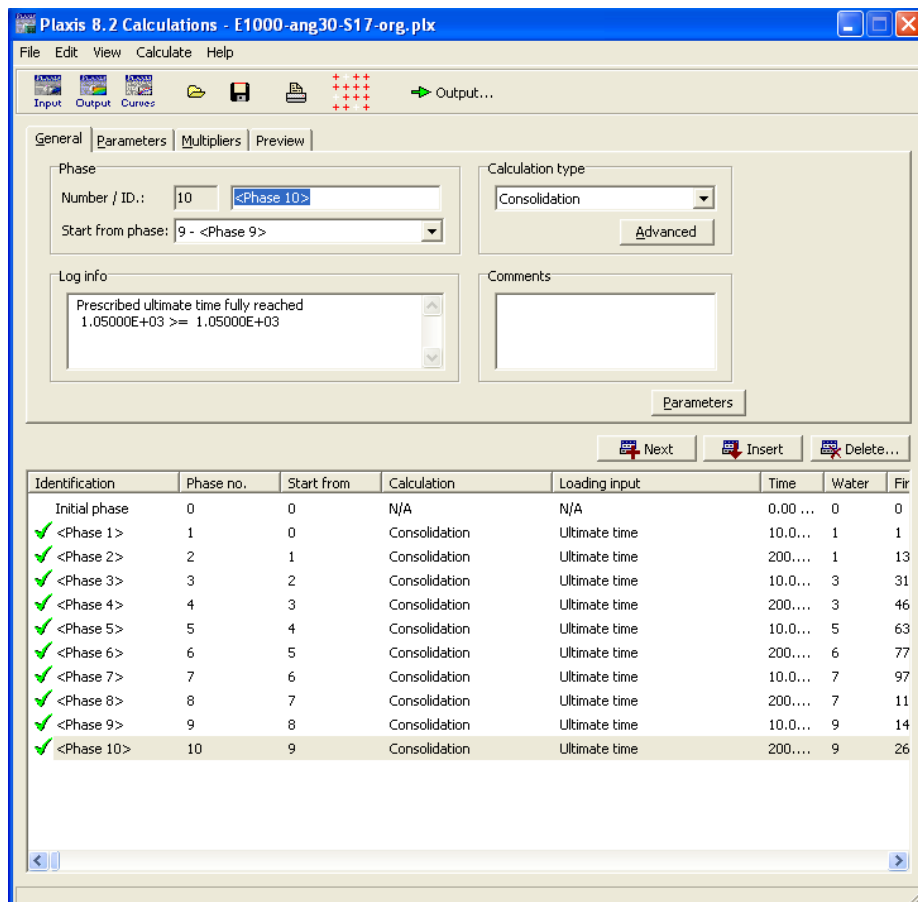 Plaxis 8.2 Calculations - E1000-ang30-S17-org.plx
File Edit View Calculate Help
Input Output Curves Output...
General Parameters Multipliers Preview
Phase
Number / ID.: 10 <Phase 10>
Start from phase: 9 - <Phase 9>
Calculation type
Consolidation
Advanced
Log info
Prescribed ultimate time fully reached
1.05000E+03 >= 1.05000E+03
Comments
Parameters
Next Insert Delete...
Identification Phase no. Start from Calculation Loading input Time Water Fir
Initial phase 0 0 N/A N/A 0.00 ... 0 0
<Phase 1> 1 0 Consolidation Ultimate time 10.0... 1 1
<Phase 2> 2 1 Consolidation Ultimate time 200.... 1 13
<Phase 3> 3 2 Consolidation Ultimate time 10.0... 3 31
<Phase 4> 4 3 Consolidation Ultimate time 200.... 3 46
<Phase 5> 5 4 Consolidation Ultimate time 10.0... 5 63
<Phase 6> 6 5 Consolidation Ultimate time 200.... 6 77
<Phase 7> 7 6 Consolidation Ultimate time 10.0... 7 97
<Phase 8> 8 7 Consolidation Ultimate time 200.... 7 11
<Phase 9> 9 8 Consolidation Ultimate time 10.0... 9 14
<Phase 10> 10 9 Consolidation Ultimate time 200.... 9 26